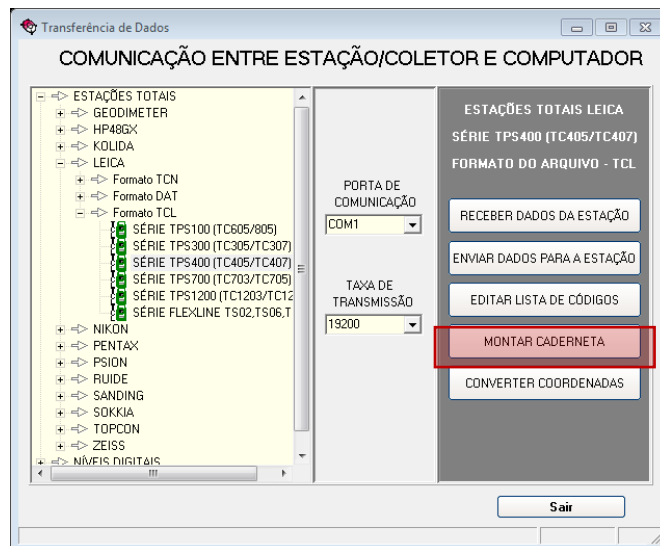 Transferência de Dados
COMUNICAÇÃO ENTRE ESTAÇÃO/COLETOR E COMPUTADOR
ESTAÇÕES TOTAIS
GEODIMETER
HP48GX
KOLIDA
LEICA
Formato TCN
Formato DAT
Formato TCL
SÉRIE TPS100 (TC605/805)
SÉRIE TPS300 (TC305/TC307)
SÉRIE TPS400 (TC405/TC407)
SÉRIE TPS700 (TC703/TC705)
SÉRIE TPS1200 (TC1203/TC12
SÉRIE FLEXLINE TS02,TS06,T
NIKON
PENTAX
PSION
RUIDE
SANDING
SOKKIA
TOPCON
ZEISS
NÍVEIS DIGITAIS
PORTA DE
COMUNICAÇÃO
COM1
TAXA DE
TRANSMISSÃO
19200
ESTAÇÕES TOTAIS LEICA
SÉRIE TPS400 (TC405/TC407)
FORMATO DO ARQUIVO - TCL
RECEBER DADOS DA ESTAÇÃO
ENVIAR DADOS PARA A ESTAÇÃO
EDITAR LISTA DE CÓDIGOS
MONTAR CADERNETA
CONVERTER COORDENADAS
Sair